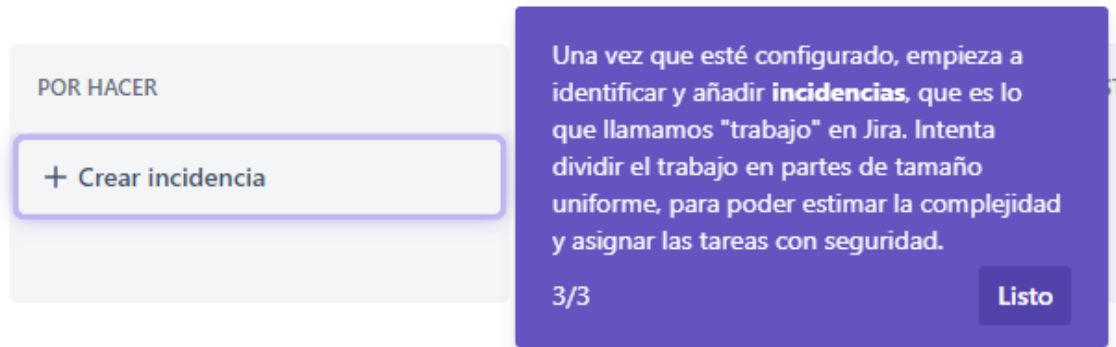 POR HACER
+ Crear incidencia
Una vez que esté configurado, empieza a
identificar y añadir incidencias, que es lo
que llamamos "trabajo" en Jira. Intenta
dividir el trabajo en partes de tamaño
uniforme, para poder estimar la complejidad
y asignar las tareas con seguridad.
3/3
Listo